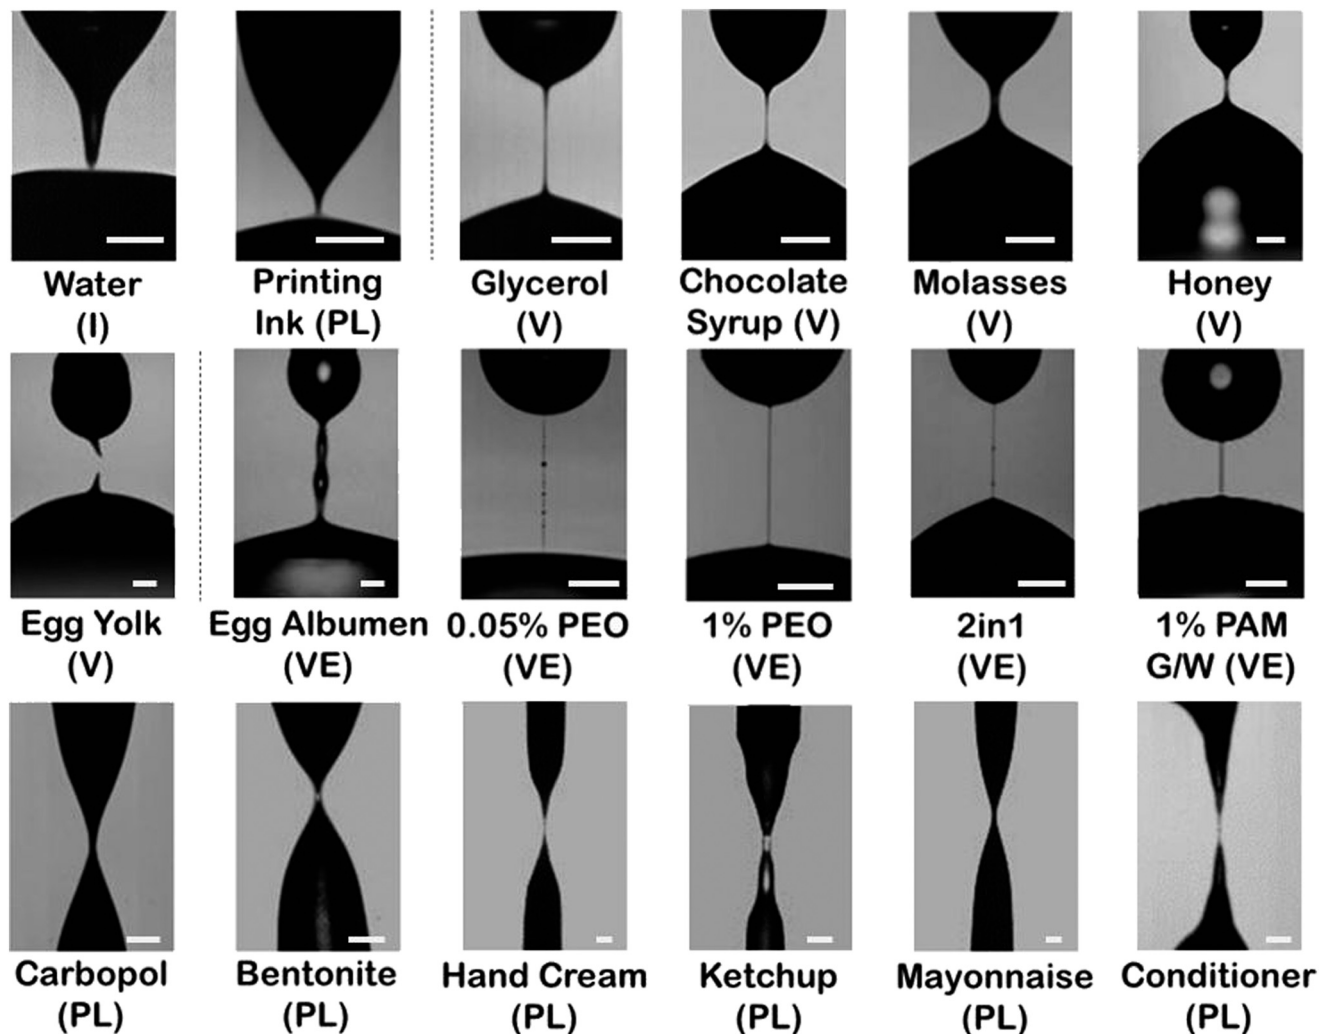 Water
(I)
Printing
Ink (PL)
Glycerol
(V)
Chocolate
Syrup (V)
Molasses
(V)
Honey
(V)
Egg Yolk
(V)
Egg Albumen
(VE)
0.05% PEO
(VE)
1% PEO
(VE)
2in1
(VE)
1% PAM
G/W (VE)
Carbopol
(PL)
Bentonite
(PL)
Hand Cream
(PL)
Ketchup
(PL)
Mayonnaise
(PL)
Conditioner
(PL)